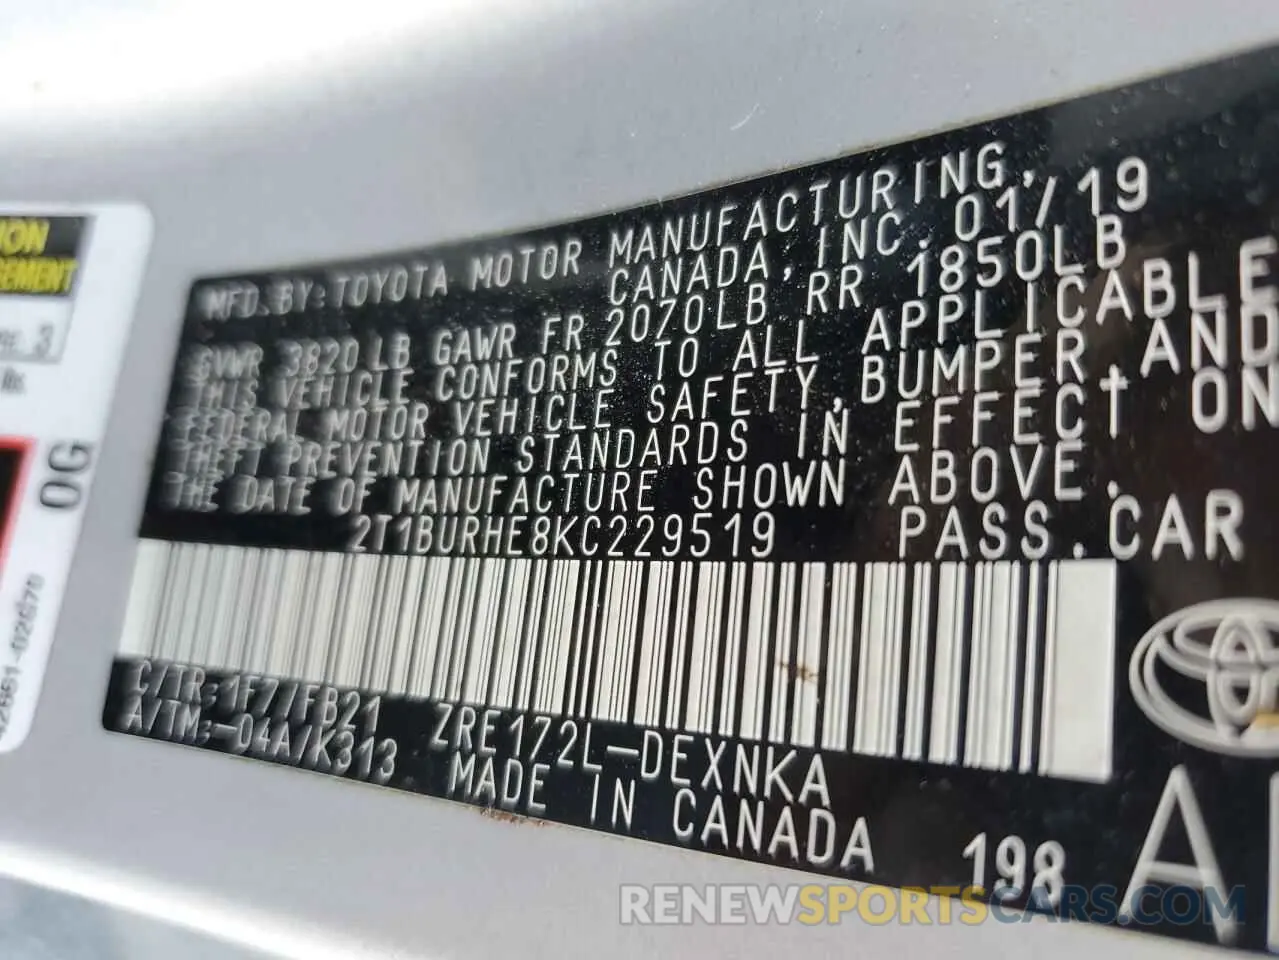 MFD. BY: TOYOTA MOTOR MANUFACTURING,
CANADA, INC. 01/19
GVWR 3820LB GAWR FR 2070LB RR 1850LB
THIS VEHICLE CONFORMS TO ALL APPLICABLE
FEDERAL MOTOR VEHICLE SAFETY, BUMPER, AND
THEFT PREVENTION STANDARDS IN EFFECT ON
THE DATE OF MANUFACTURE SHOWN ABOVE.
2T1BURHE8KC229519 PASS.CAR
C/TR: 1F7/FB21 ZRE172L-DEXNKA
A/TM: -04A/K313 MADE IN CANADA
198
0G
RENEWSPORTSCARS.COM